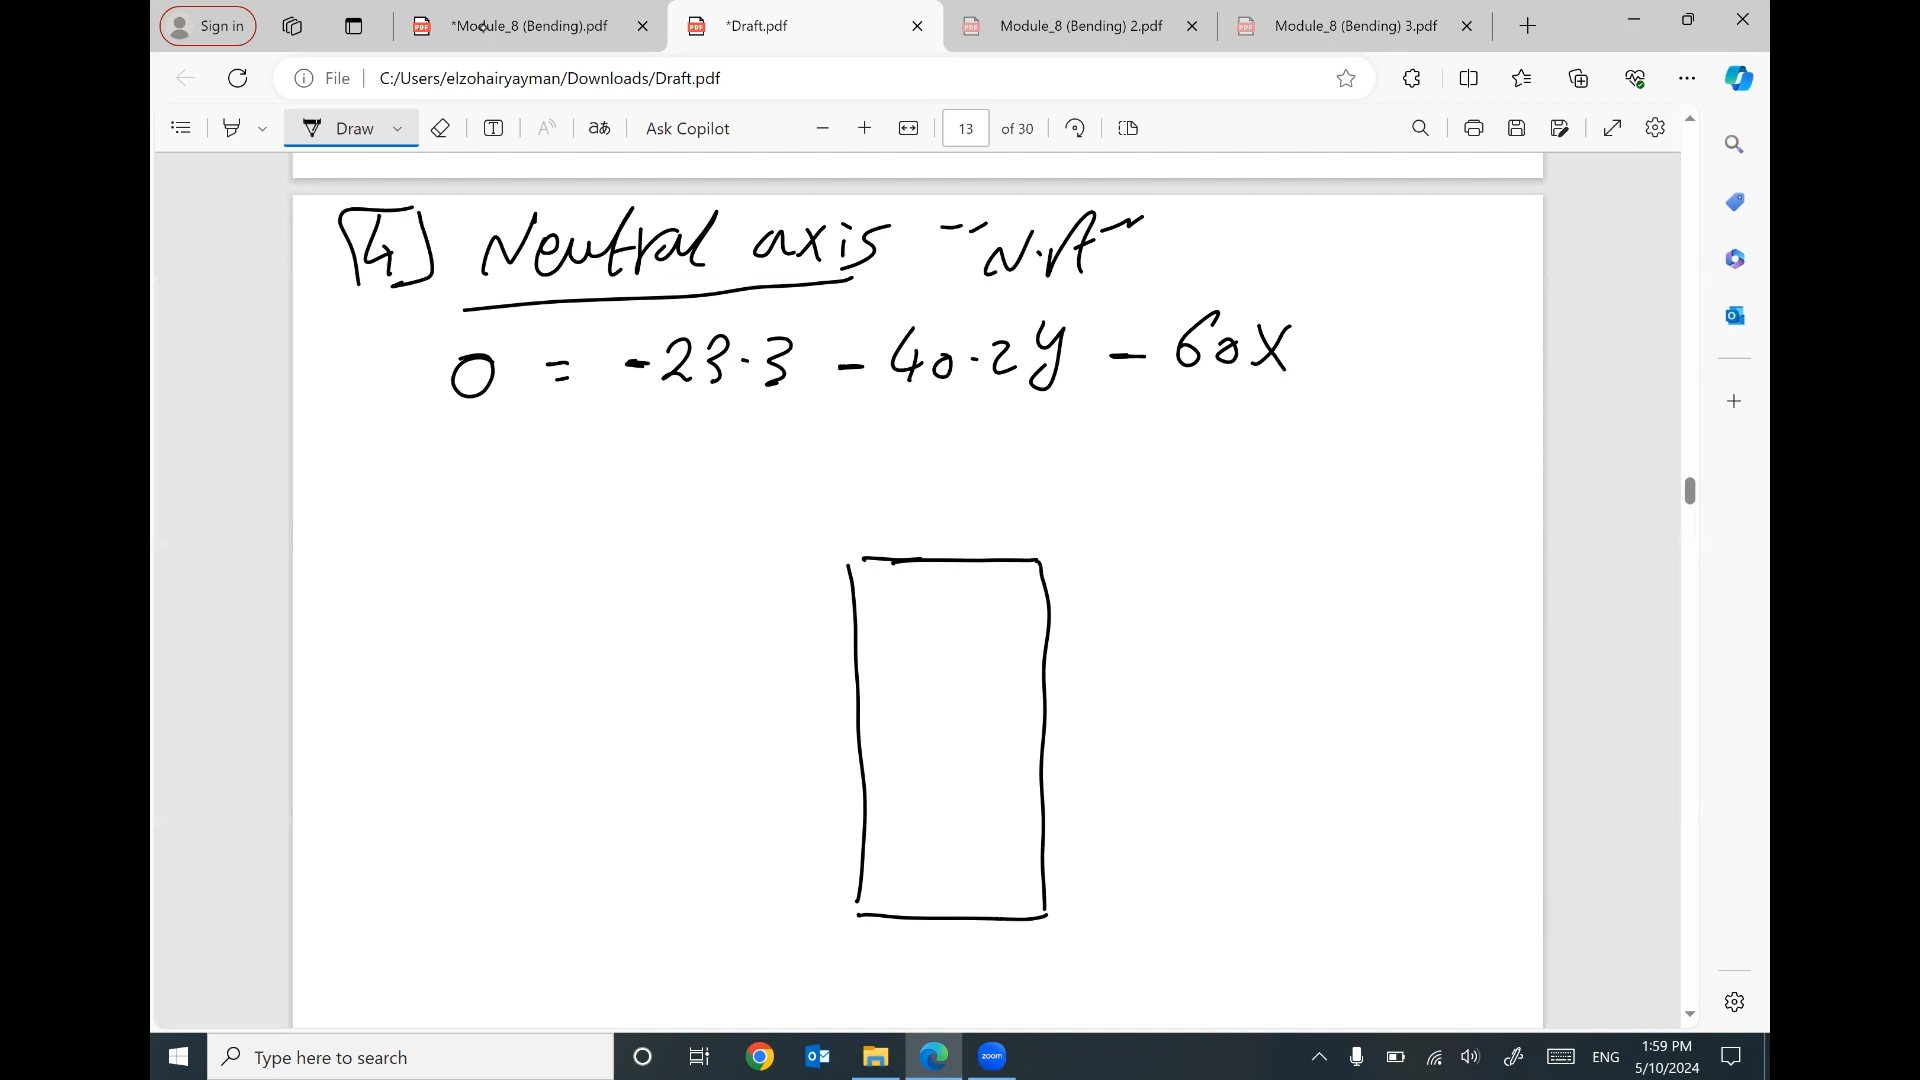 Sign in
*Module_8 (Bending).pdf
*Draft.pdf
Module_8 (Bending) 2.pdf
Module_8 (Bending) 3.pdf
File
C:/Users/elzohairyayman/Downloads/Draft.pdf
Draw
Ask Copilot
13 of 30
4 Neutral axis "N.A"
0 = -23.3 - 40.2y - 60X
Type here to search
zoom
ENG
1:59 PM
5/10/2024